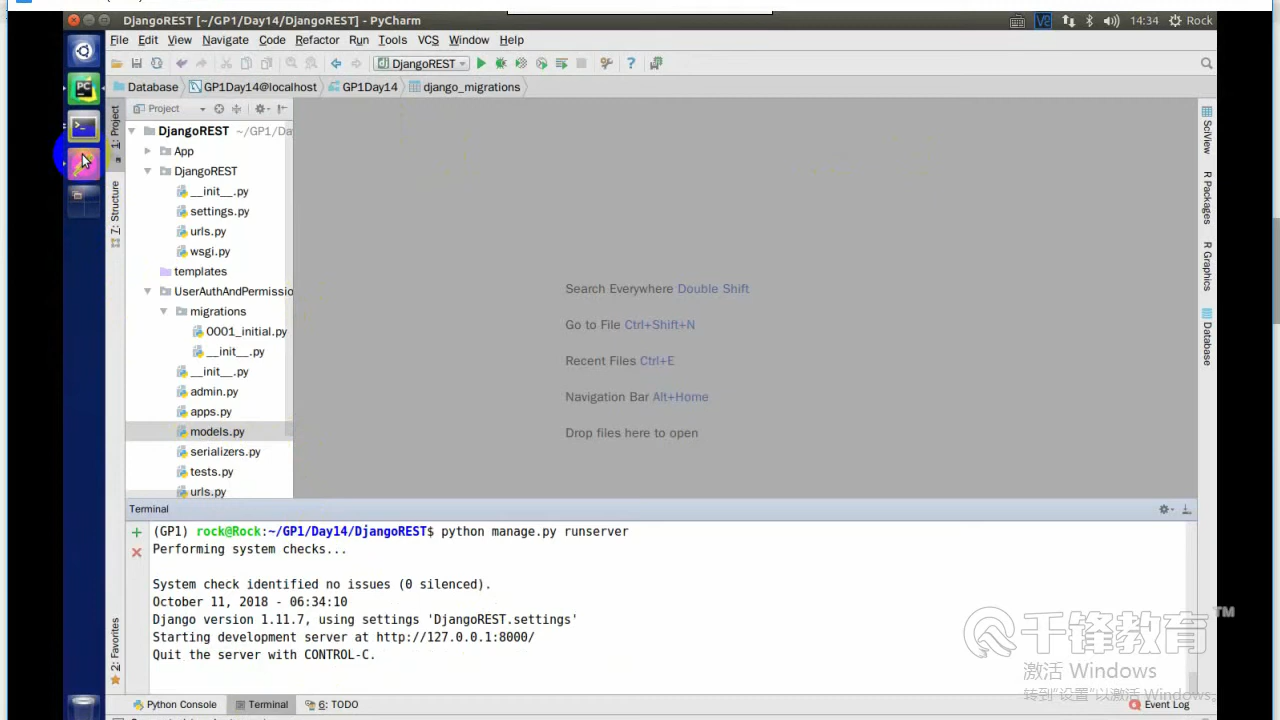 DjangoREST [~/GP1/Day14/DjangoREST] - PyCharm
14:34
Rock
File Edit View Navigate Code Refactor Run Tools VCS Window Help
DjangoREST
Database GP1Day14@localhost GP1Day14 django_migrations
Project
1: Project
7: Structure
2: Favorites
DjangoREST ~/GP1/Da
App
DjangoREST
__init__.py
settings.py
urls.py
wsgi.py
templates
UserAuthAndPermissio
migrations
0001_initial.py
__init__.py
__init__.py
admin.py
apps.py
models.py
serializers.py
tests.py
urls.py
Search Everywhere Double Shift
Go to File Ctrl+Shift+N
Recent Files Ctrl+E
Navigation Bar Alt+Home
Drop files here to open
SciView
R Packages
R Graphics
Database
Terminal
(GP1) rock@Rock:~/GP1/Day14/DjangoREST$ python manage.py runserver
Performing system checks...
System check identified no issues (0 silenced).
October 11, 2018 - 06:34:10
Django version 1.11.7, using settings 'DjangoREST.settings'
Starting development server at http://127.0.0.1:8000/
Quit the server with CONTROL-C.
千锋教育™
激活 Windows
转到"设置"以激活 Windows。
Python Console Terminal 6: TODO Event Log